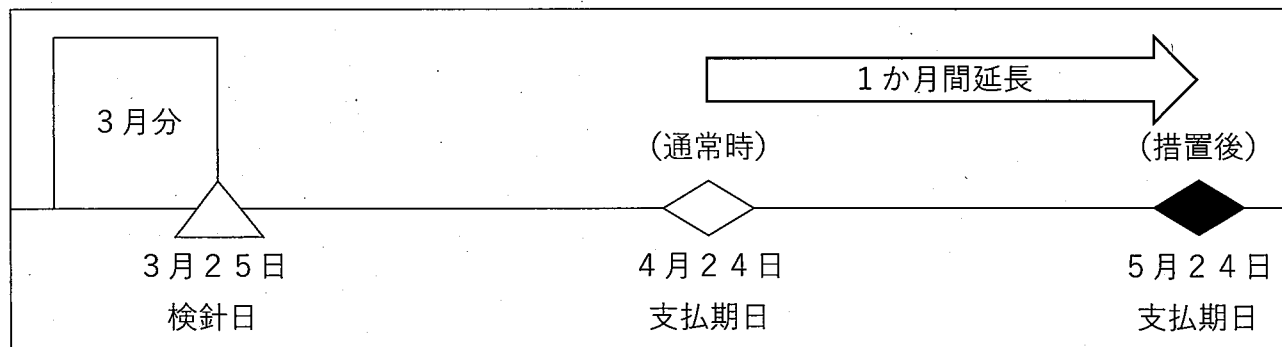 1か月間延長
3月分
(通常時)
(措置後)
3月25日
4月24日
5月24日
検針日
支払期日
支払期日